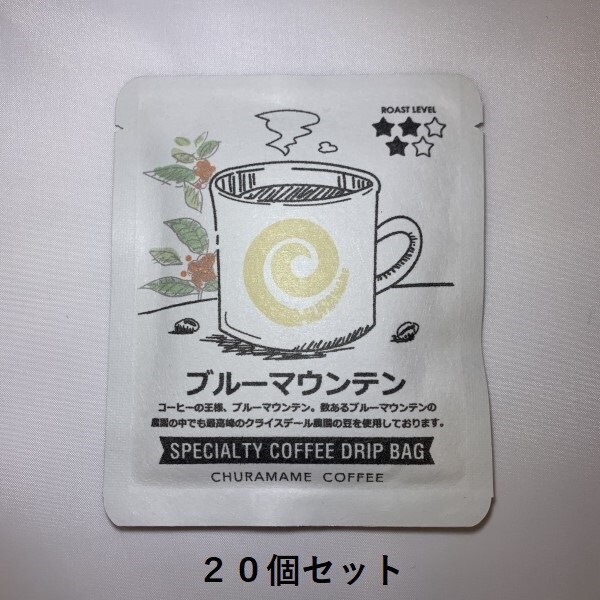 ROAST LEVEL
ブルーマウンテン
コーヒーの王様、ブルーマウンテン。数あるブルーマウンテンの
農園の中でも最高峰のクライスデール農園の豆を使用しております。
SPECIALTY COFFEE DRIP BAG
CHURAMAME COFFEE
２０個セット